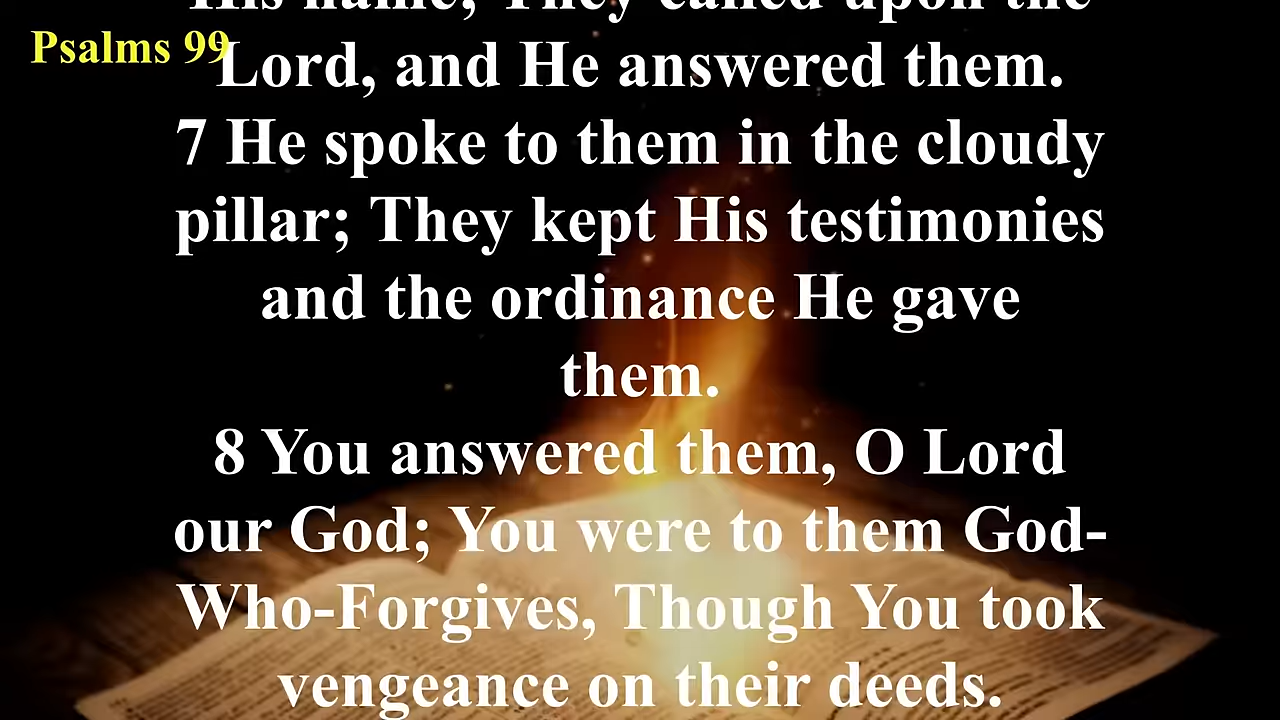 His name; They called upon the
Psalms 99
Lord, and He answered them.
7 He spoke to them in the cloudy
pillar; They kept His testimonies
and the ordinance He gave
them.
8 You answered them, O Lord
our God; You were to them God-
Who-Forgives, Though You took
vengeance on their deeds.